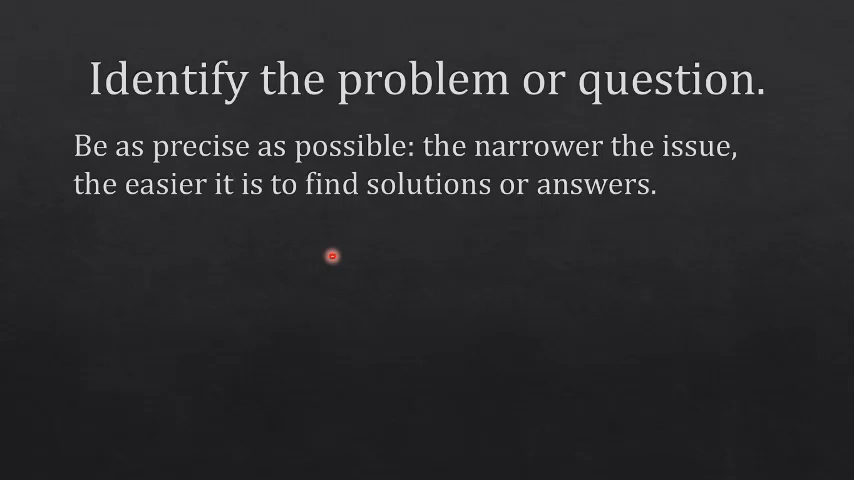 Identify the problem or question.
Be as precise as possible: the narrower the issue,
the easier it is to find solutions or answers.